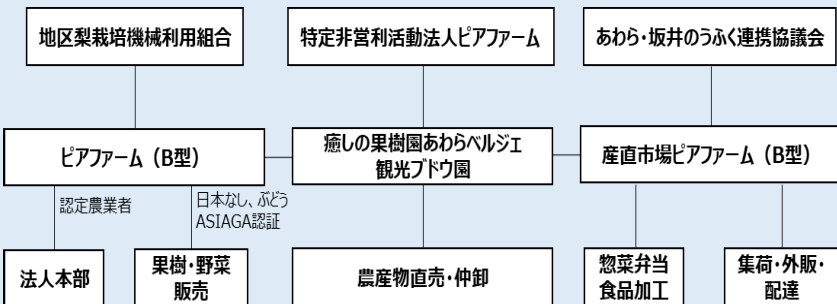 地区梨栽培機械利用組合
特定非営利活動法人ピアファーム
あわら・坂井のうふく連携協議会
ピアファーム（B型）
癒しの果樹園あわらベルジェ
観光ブドウ園
産直市場ピアファーム（B型）
認定農業者
日本なし、ぶどう
ASIAGA認証
法人本部
果樹・野菜
販売
農産物直売・仲卸
惣菜弁当
食品加工
集荷・外販・
配達